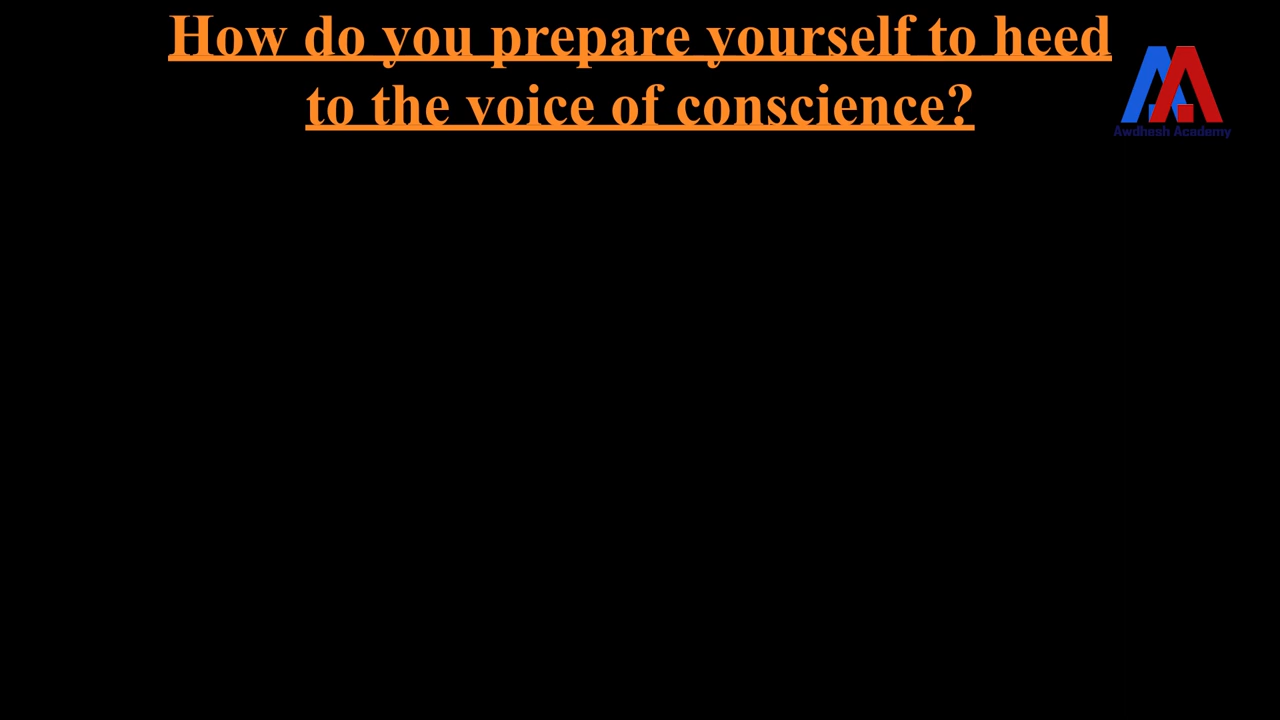 How do you prepare yourself to heed
to the voice of conscience?
Awdhesh Academy